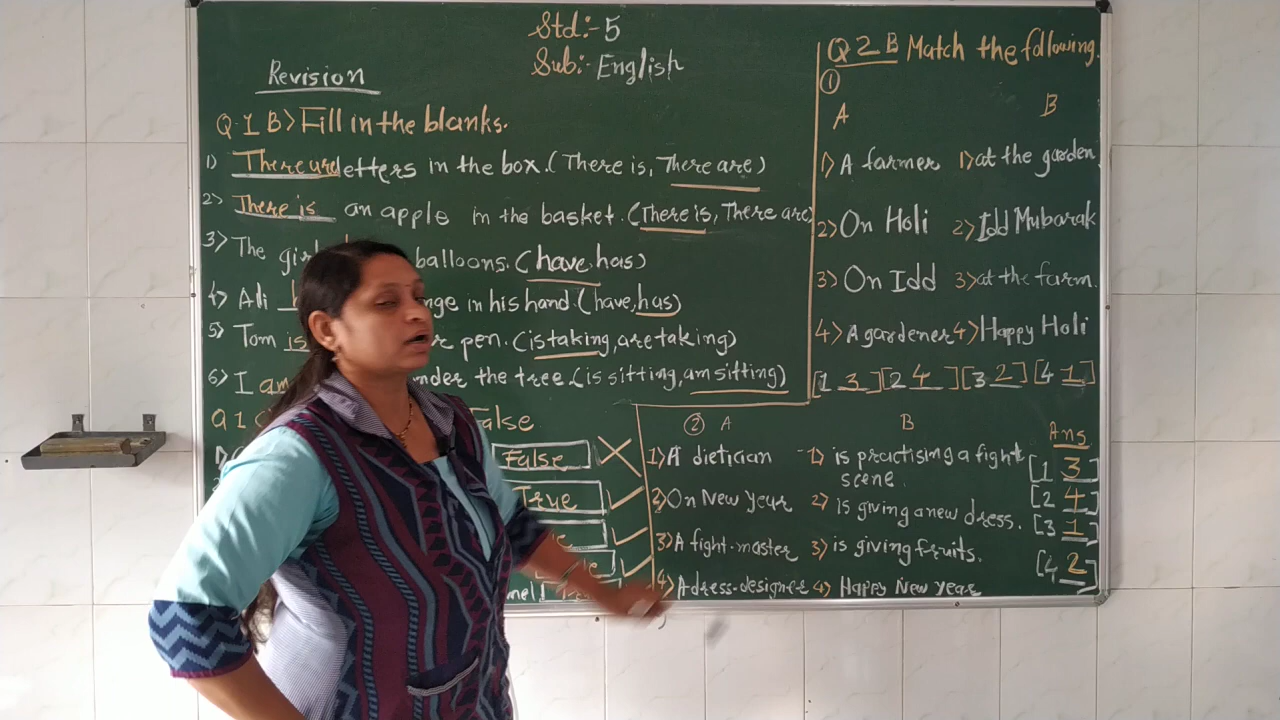 Std:- 5
Sub:- English
Revision
Q.1 B> Fill in the blanks.
1) There are letters in the box. (There is, There are)
2> There is an apple in the basket. (There is, There are)
3> The balloons. (have, has)
4> Ali in his hand. (have, has)
5> Tom is pen. (is taking, are taking)
6> I am the tree. (is sitting, am sitting)
Q 1 False
False
True
Q 2 B Match the following.
①
A B
1> A farmer 1> at the garden
2> On Holi 2> Idd Mubarak
3> On Idd 3> at the farm.
4> A gardener 4> Happy Holi
[1 3] [2 4] [3 2] [4 1]
② A B Ans
1) A dietician 1) is practising a fight scene. [1 3]
2) On New Year 2) is giving a new dress. [2 4]
3) A fight-master 3) is giving fruits. [3 1]
4) A dress-designer 4) Happy New Year [4 2]